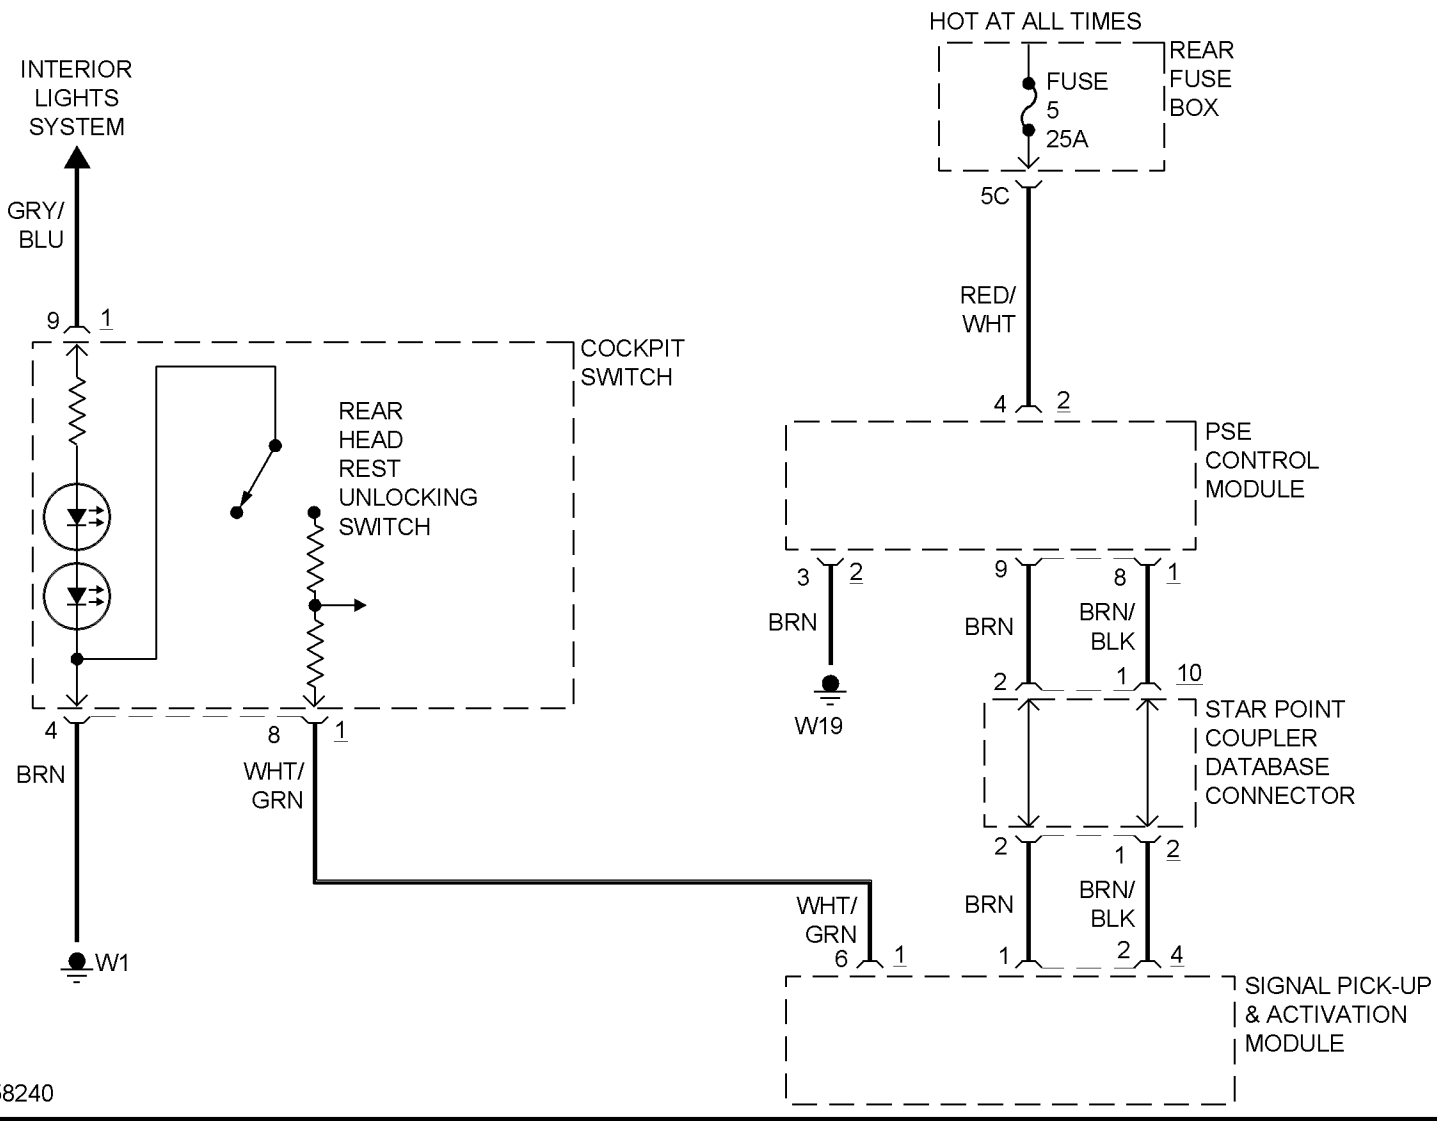 HOT AT ALL TIMES
REAR
FUSE
BOX
FUSE
5
25A
5C
INTERIOR
LIGHTS
SYSTEM
GRY/
BLU
9 1
COCKPIT
SWITCH
REAR
HEAD
REST
UNLOCKING
SWITCH
RED/
WHT
4 2
PSE
CONTROL
MODULE
3 2
9
8 1
BRN
BRN
BRN/
BLK
W19
2
1 10
STAR POINT
COUPLER
DATABASE
CONNECTOR
4
8 1
BRN
WHT/
GRN
W1
2
1 2
BRN
BRN/
BLK
WHT/
GRN
6 1
1
2 4
SIGNAL PICK-UP
& ACTIVATION
MODULE
8240